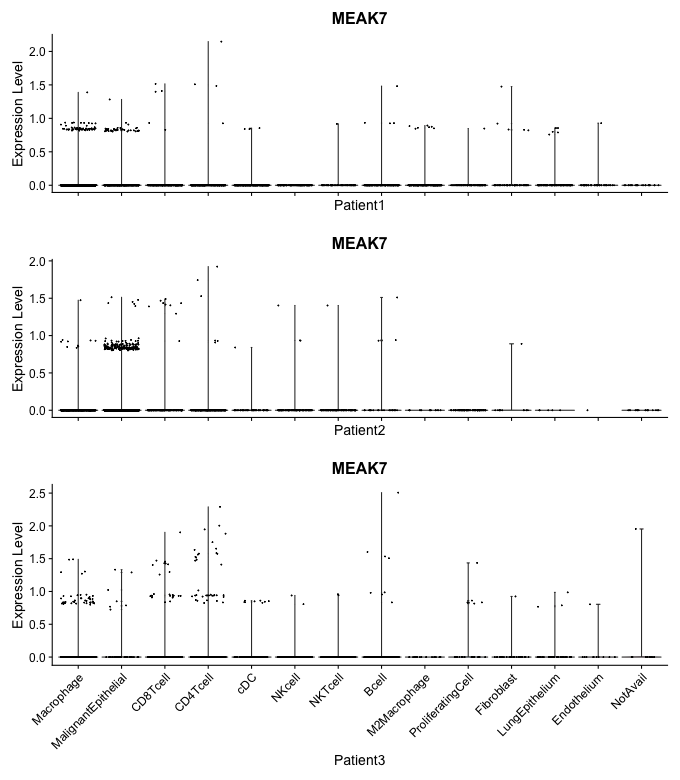 MEAK7
Expression Level
2.0
1.5
1.0
0.5
0.0
Patient1
MEAK7
Expression Level
2.0
1.5
1.0
0.5
0.0
Patient2
MEAK7
Expression Level
2.5
2.0
1.5
1.0
0.5
0.0
Macrophage
MalignantEpithelial
CD8Tcell
CD4Tcell
cDC
NKcell
NKTcell
Bcell
M2Macrophage
ProliferatingCell
Fibroblast
LungEpithelium
Endothelium
NotAvail
Patient3